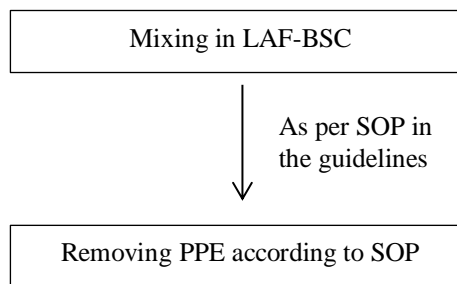 Mixing in LAF-BSC
As per SOP in
the guidelines
Removing PPE according to SOP